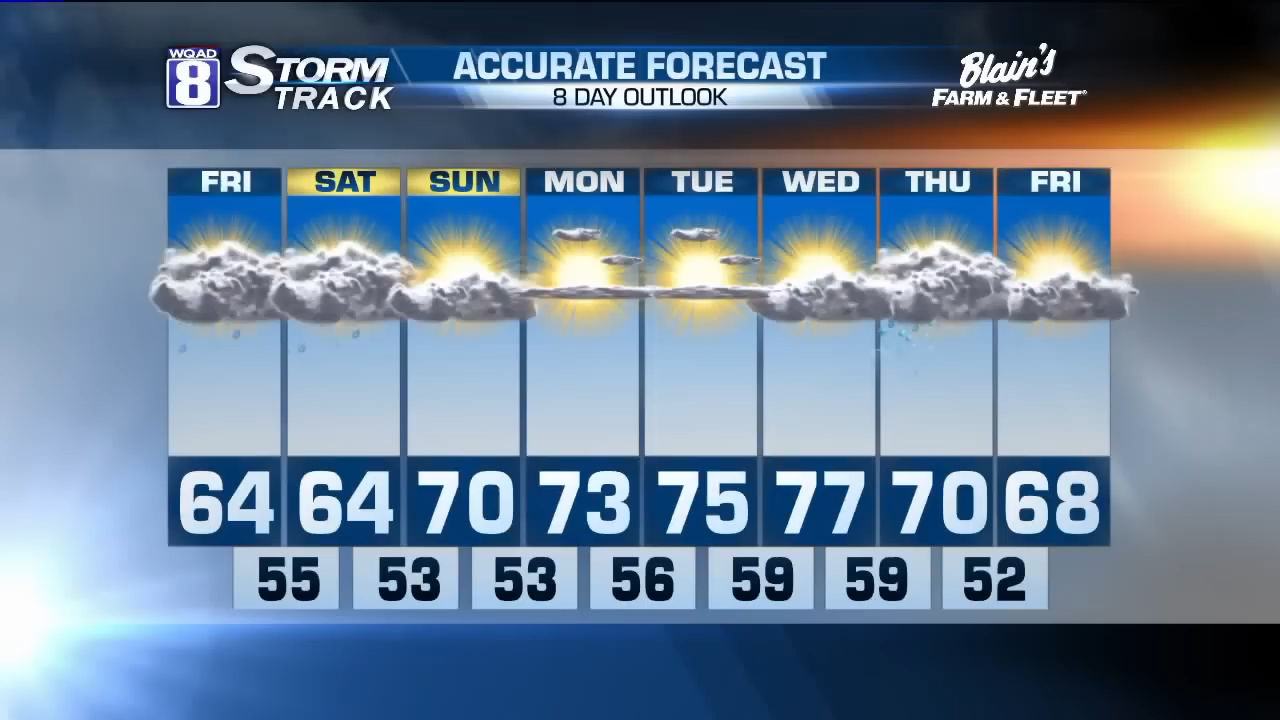 WQAD
8 STORM
TRACK
ACCURATE FORECAST
8 DAY OUTLOOK
Blain's
FARM & FLEET®
FRI SAT SUN MON TUE WED THU FRI
64 64 70 73 75 77 70 68
55 53 53 56 59 59 52